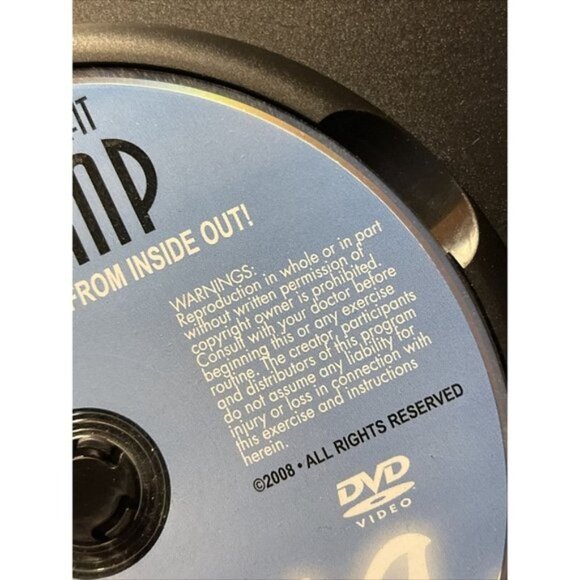 FROM INSIDE OUT!
WARNINGS:
Reproduction in whole or in part
without written permission of
copyright owner is prohibited.
Consult with your doctor before
beginning this or any exercise
routine. The creator, participants
and distributors of this program
do not assume any liability for
injury or loss in connection with
this exercise and instructions
herein.
©2008 • ALL RIGHTS RESERVED
DVD
VIDEO